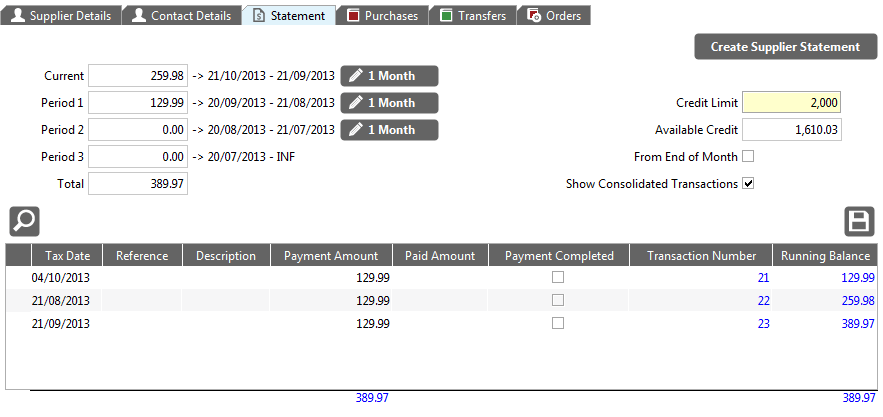 Supplier Details Contact Details Statement Purchases Transfers Orders
Create Supplier Statement
Current 259.98 -> 21/10/2013 - 21/09/2013 1 Month
Period 1 129.99 -> 20/09/2013 - 21/08/2013 1 Month
Credit Limit 2,000
Period 2 0.00 -> 20/08/2013 - 21/07/2013 1 Month
Available Credit 1,610.03
Period 3 0.00 -> 20/07/2013 - INF
From End of Month
Total 389.97
Show Consolidated Transactions
Tax Date Reference Description Payment Amount Paid Amount Payment Completed Transaction Number Running Balance
04/10/2013 129.99 21 129.99
21/08/2013 129.99 22 259.98
21/09/2013 129.99 23 389.97
389.97 389.97